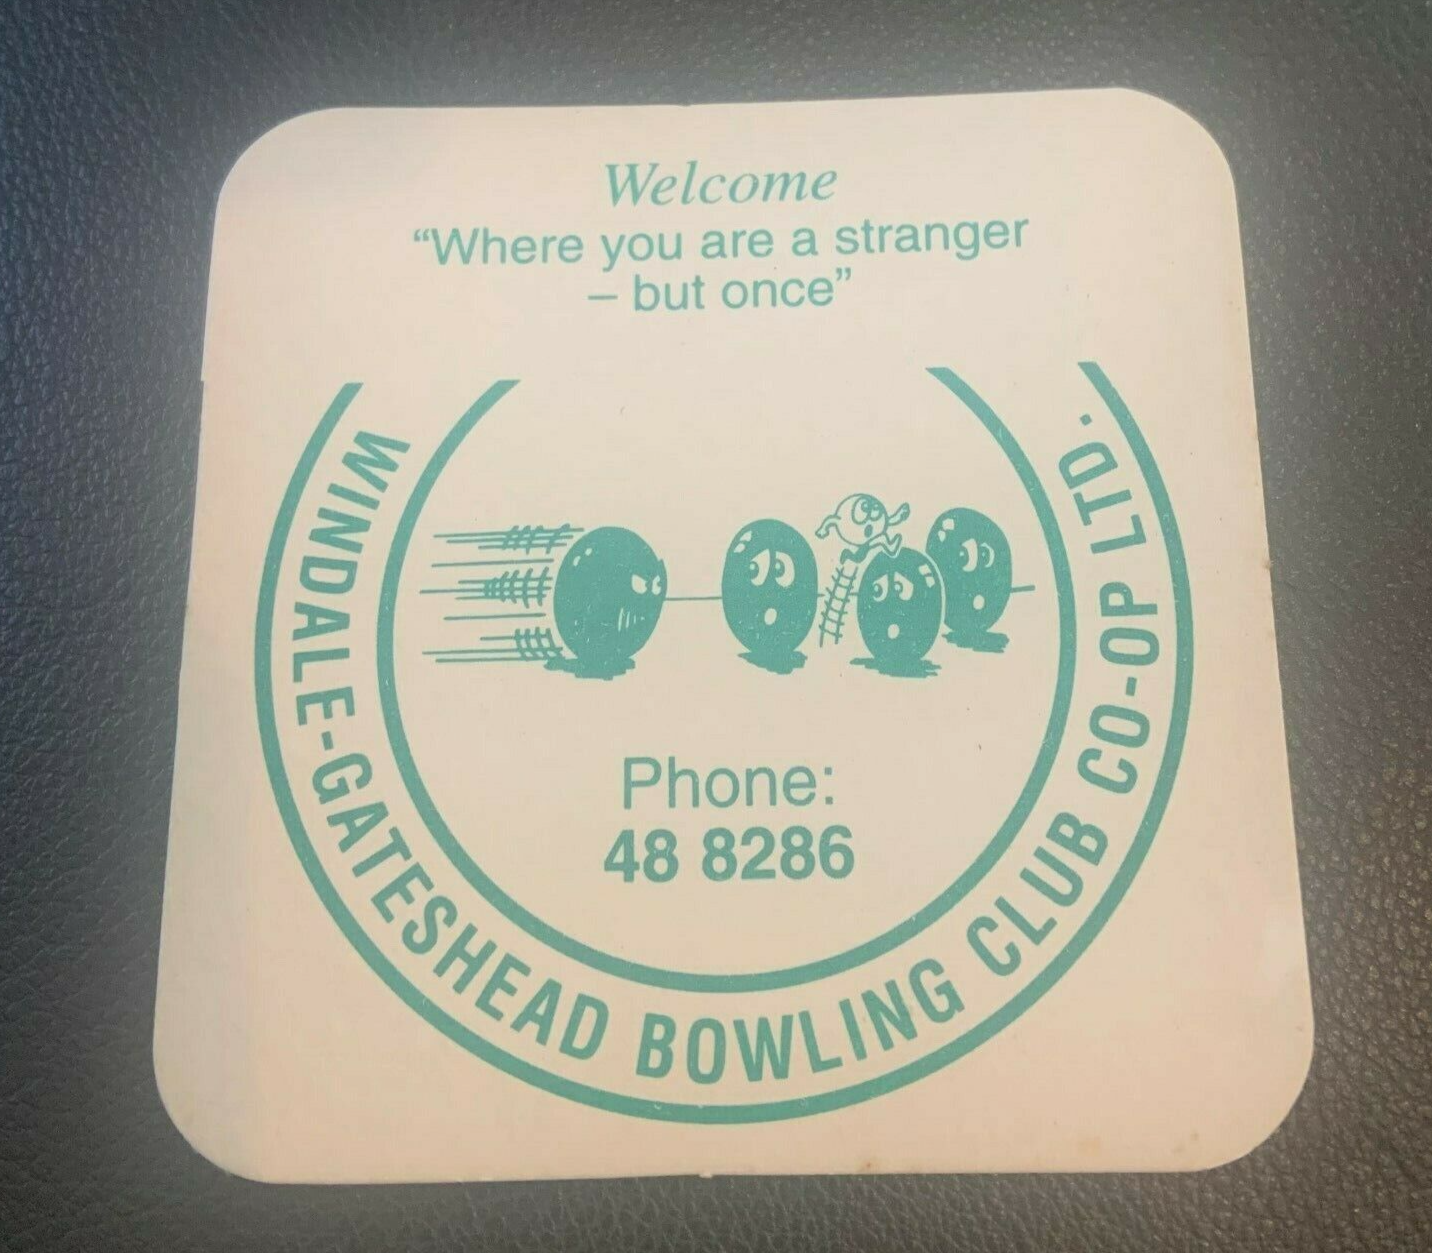 Welcome
“Where you are a stranger
– but once”
WINDALE-GATESHEAD BOWLING CLUB CO-OP LTD.
Phone:
48 8286